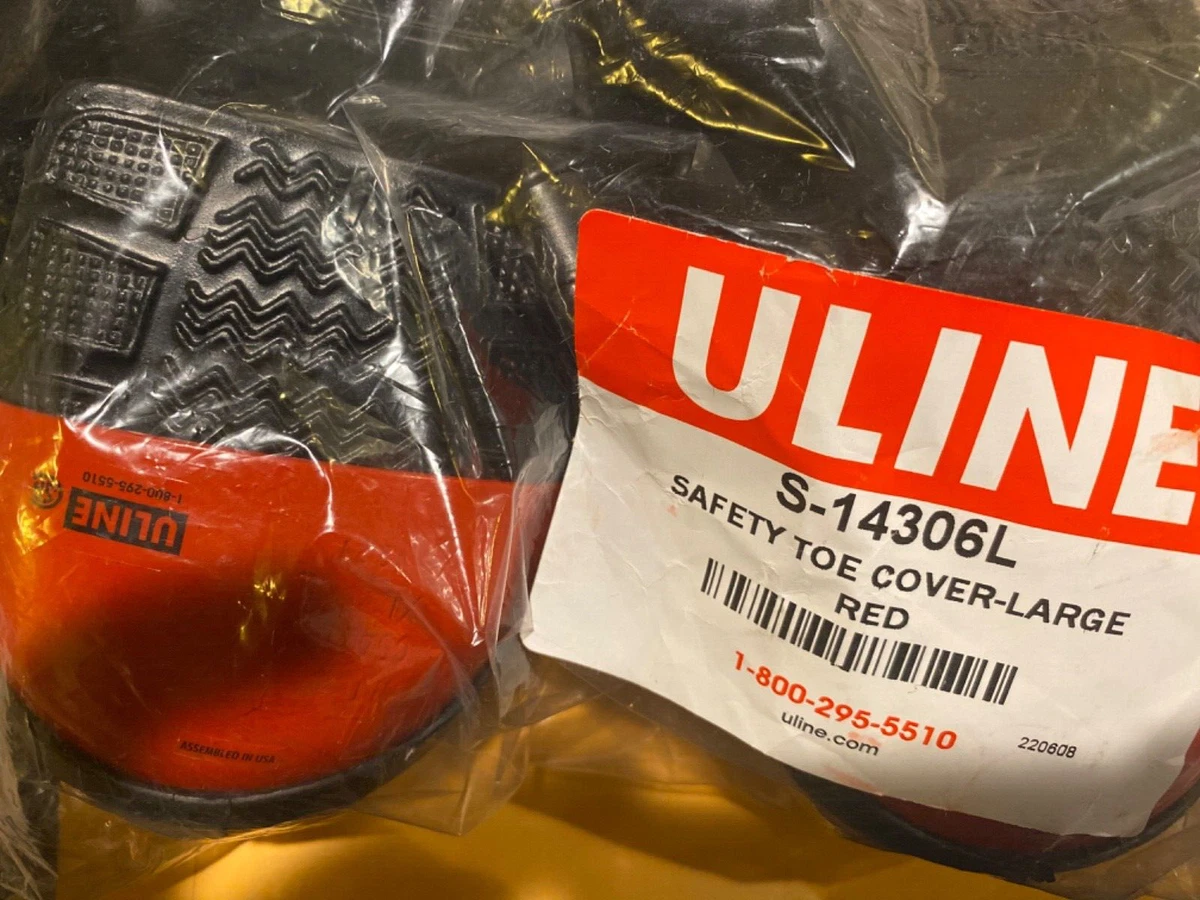 ULINE
S-14306L
SAFETY TOE COVER-LARGE
RED
1-800-295-5510
uline.com
220608
ULINE
1-800-295-5510
ASSEMBLED IN USA